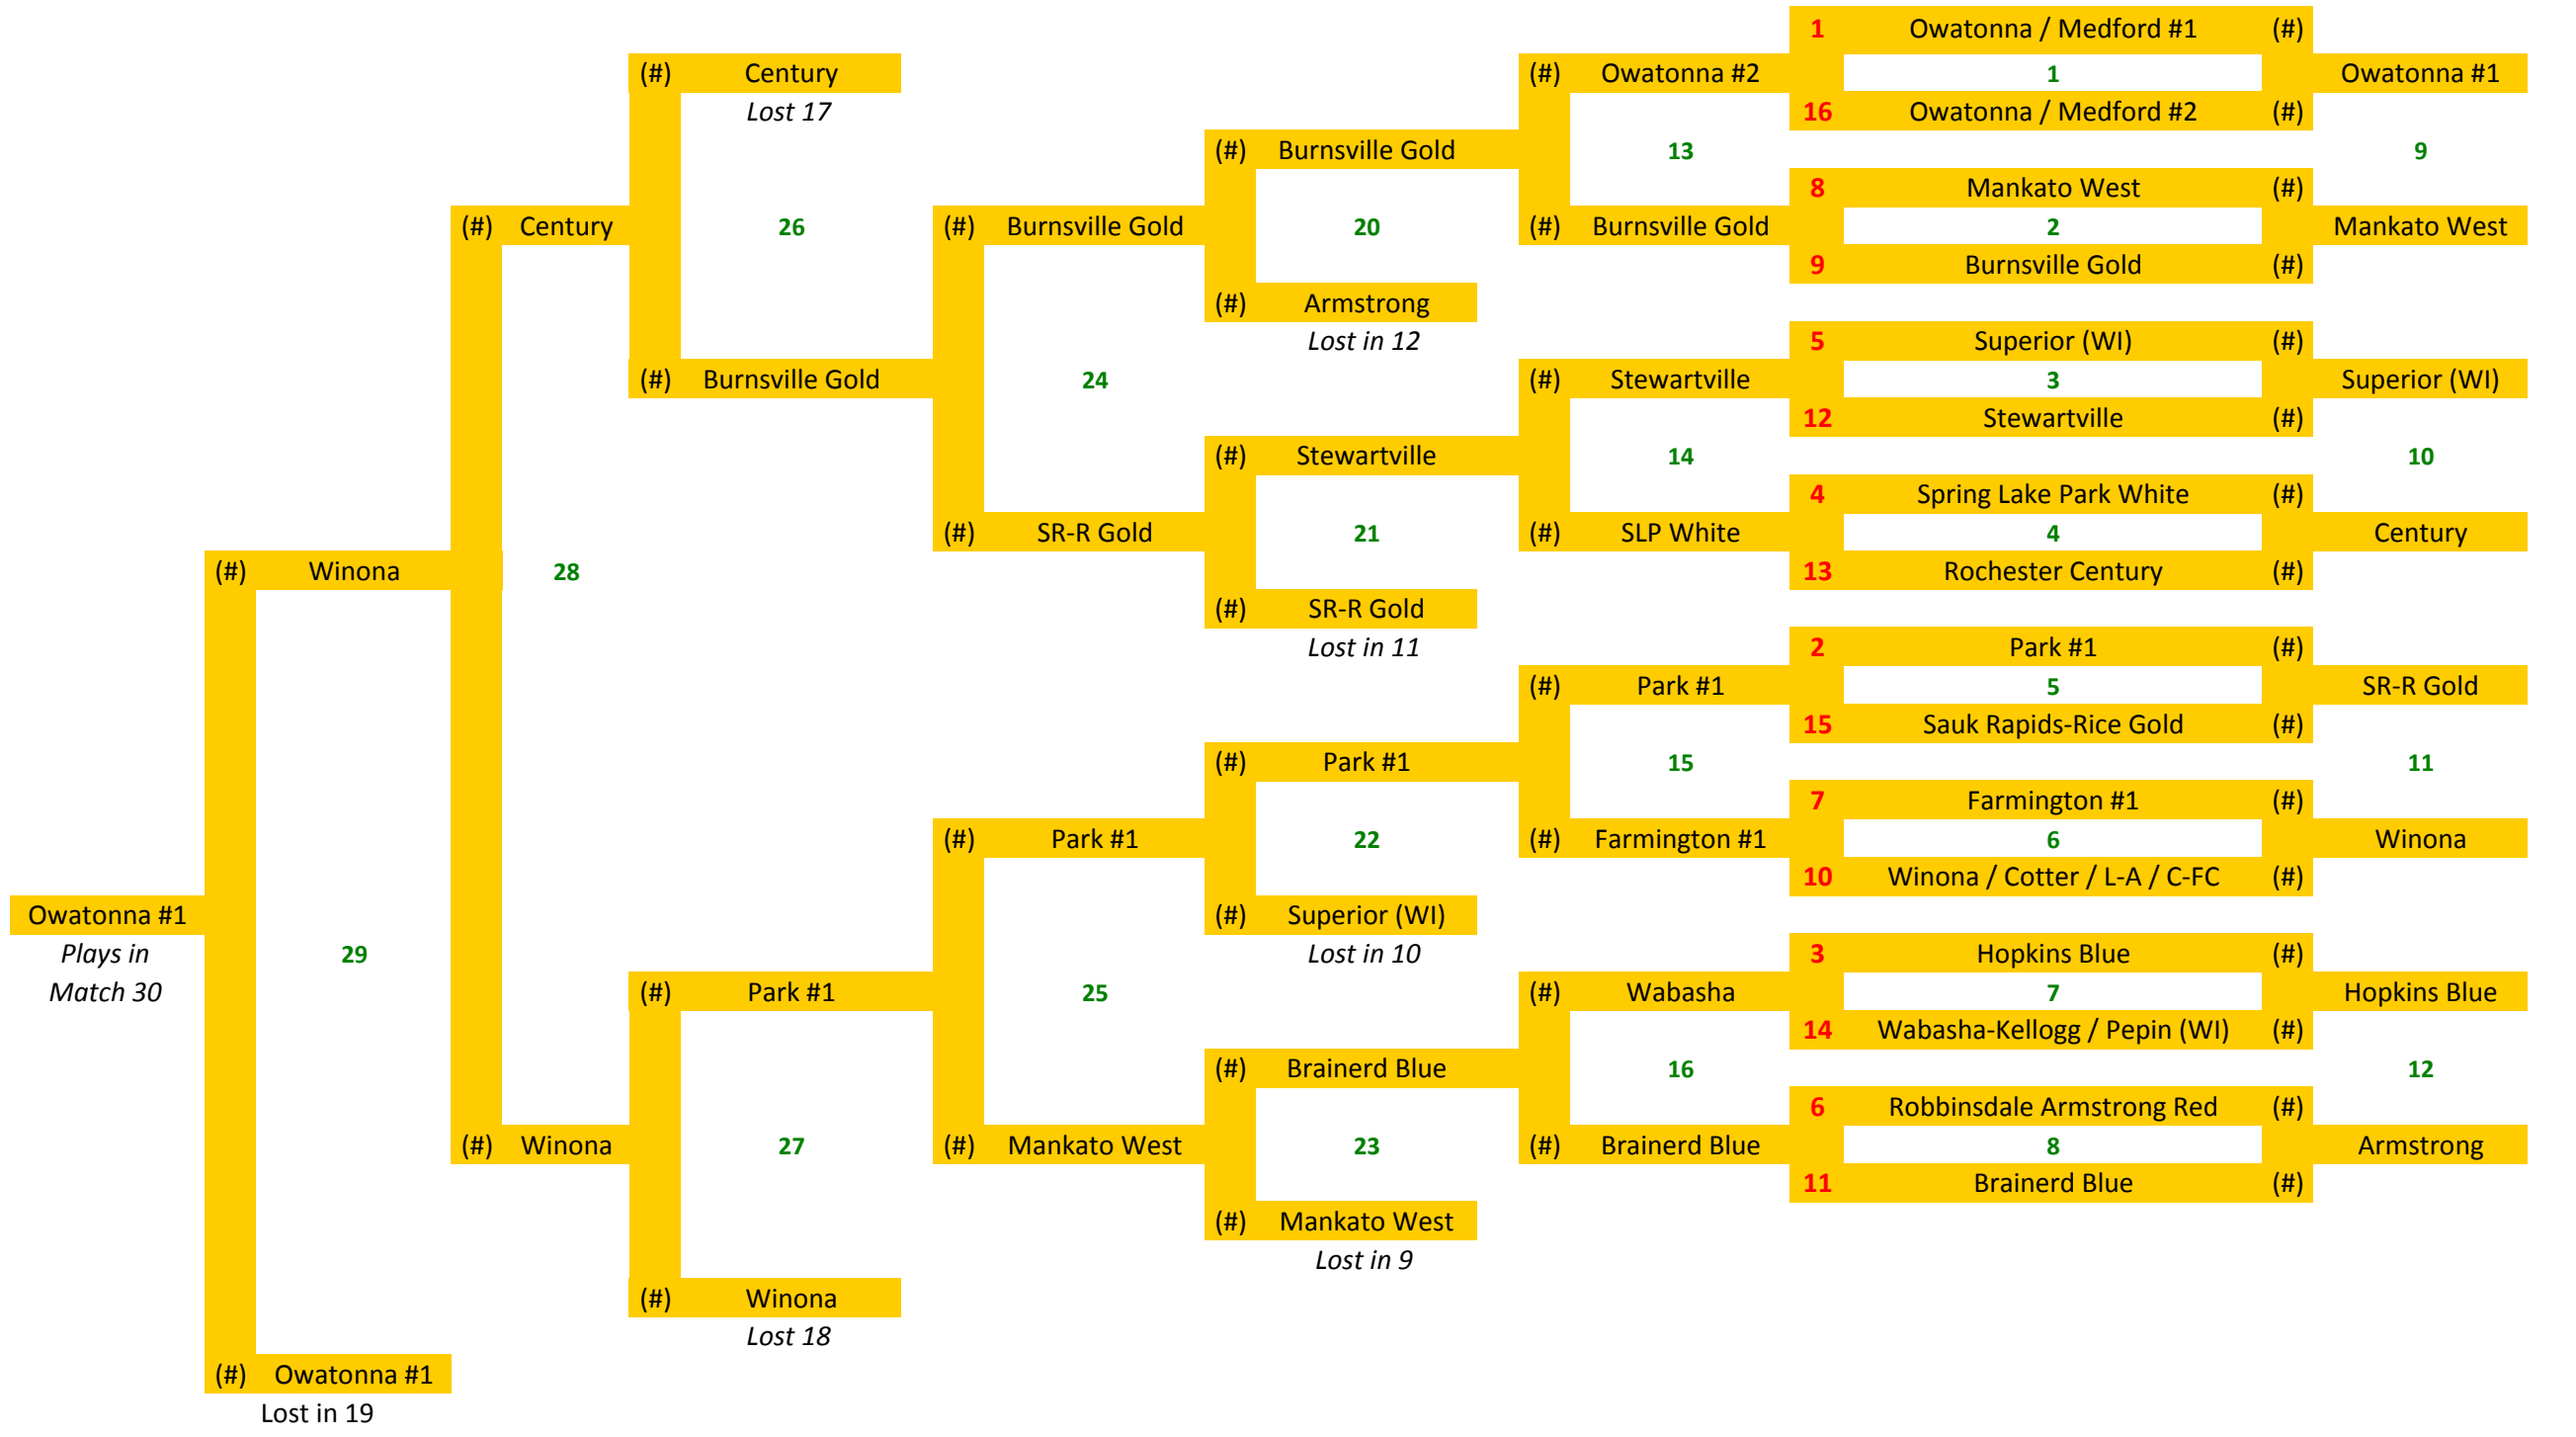 1 Owatonna / Medford #1 (#)
(#) Century (#) Owatonna #2 1 Owatonna #1
Lost 17 16 Owatonna / Medford #2 (#)
(#) Burnsville Gold 13 9
8 Mankato West (#)
(#) Century 26 (#) Burnsville Gold 20 (#) Burnsville Gold 2 Mankato West
9 Burnsville Gold (#)
(#) Armstrong
Lost in 12 5 Superior (WI) (#)
(#) Burnsville Gold 24 (#) Stewartville 3 Superior (WI)
12 Stewartville (#)
(#) Stewartville 14 10
4 Spring Lake Park White (#)
(#) SR-R Gold 21 (#) SLP White 4 Century
(#) Winona 28 13 Rochester Century (#)
(#) SR-R Gold
Lost in 11 2 Park #1 (#)
(#) Park #1 5 SR-R Gold
15 Sauk Rapids-Rice Gold (#)
(#) Park #1 15 11
7 Farmington #1 (#)
(#) Park #1 22 (#) Farmington #1 6 Winona
10 Winona / Cotter / L-A / C-FC (#)
Owatonna #1 (#) Superior (WI)
Plays in 29 Lost in 10 3 Hopkins Blue (#)
Match 30 (#) Park #1 25 (#) Wabasha 7 Hopkins Blue
14 Wabasha-Kellogg / Pepin (WI) (#)
(#) Brainerd Blue 16 12
6 Robbinsdale Armstrong Red (#)
(#) Winona 27 (#) Mankato West 23 (#) Brainerd Blue 8 Armstrong
11 Brainerd Blue (#)
(#) Mankato West
Lost in 9
(#) Winona
Lost 18
(#) Owatonna #1
Lost in 19